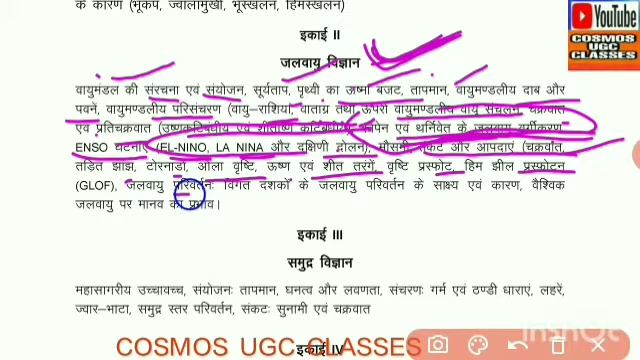 के कारण (भूकंप, ज्वालामुखी, भूस्खलन, हिमस्खलन)
YouTube
COSMOS
UGC
CLASSES
इकाई II
जलवायु विज्ञान
वायुमंडल की संरचना एवं संयोजन, सूर्यताप, पृथ्वी का ऊष्मा बजट, तापमान, वायुमण्डलीय दाब और
पवनें, वायुमण्डलीय परिसंचरण (वायु-राशियां, वाताग्र तथा ऊपरी वायुमण्डलीय वायु संचलन, चक्रवात
एवं प्रतिचक्रवात (उष्णकटिबंधीय एवं शीतोष्ण कटिबंधीय), कोपेन एवं थर्नवेत के जलवायु वर्गीकरण
ENSO घटनाएं (EL-NINO, LA NINA और दक्षिणी दोलन), मौसमी संकट और आपदाएं (चक्रवात,
तड़ित झंझ, टोरनाडो, ओला वृष्टि, ऊष्ण एवं शीत तरंगें, वृष्टि प्रस्फोट, हिम झील प्रस्फोटन
(GLOF), जलवायु परिवर्तनः विगत दशकों के जलवायु परिवर्तन के साक्ष्य एवं कारण, वैश्विक
जलवायु पर मानव का प्रभाव।
इकाई III
समुद्र विज्ञान
महासागरीय उच्चावच्च, संयोजनः तापमान, घनत्व और लवणता, संचरणः गर्म एवं ठण्डी धाराएं, लहरें,
ज्वार-भाटा, समुद्र स्तर परिवर्तन, संकटः सुनामी एवं चक्रवात
इकाई IV
COSMOS UGC CLASSES